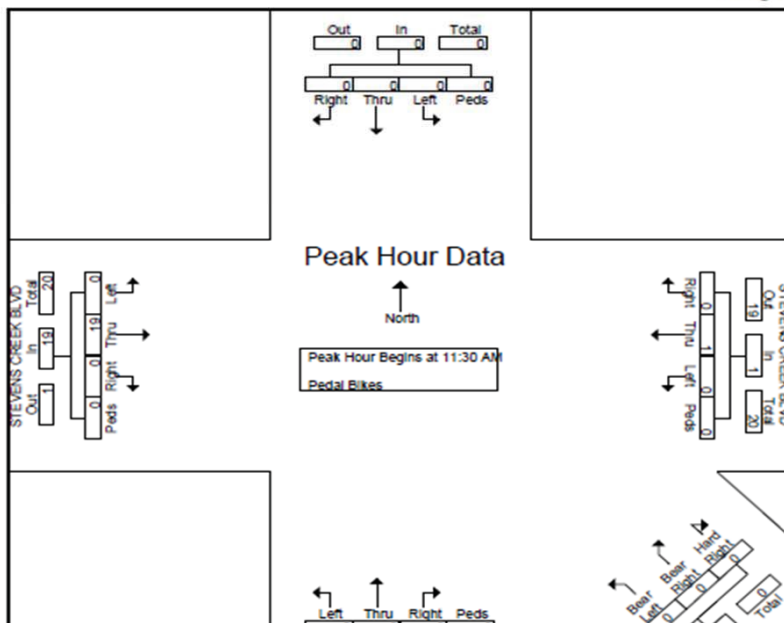 Out In Total
0 0 0
0 0 0 0
Right Thru Left Peds
Peak Hour Data
North
Peak Hour Begins at 11:30 AM
Pedal Bikes
STEVENS CREEK BLVD
Out In Total
1 19 20
0 0 19 0
Peds Right Thru Left
Right Thru Left Peds
0 1 0 0
Out In Total
19 1 20
Left Thru Right Peds
Bear Left
Bear Right
Hard Right
0 0 0
0
Total